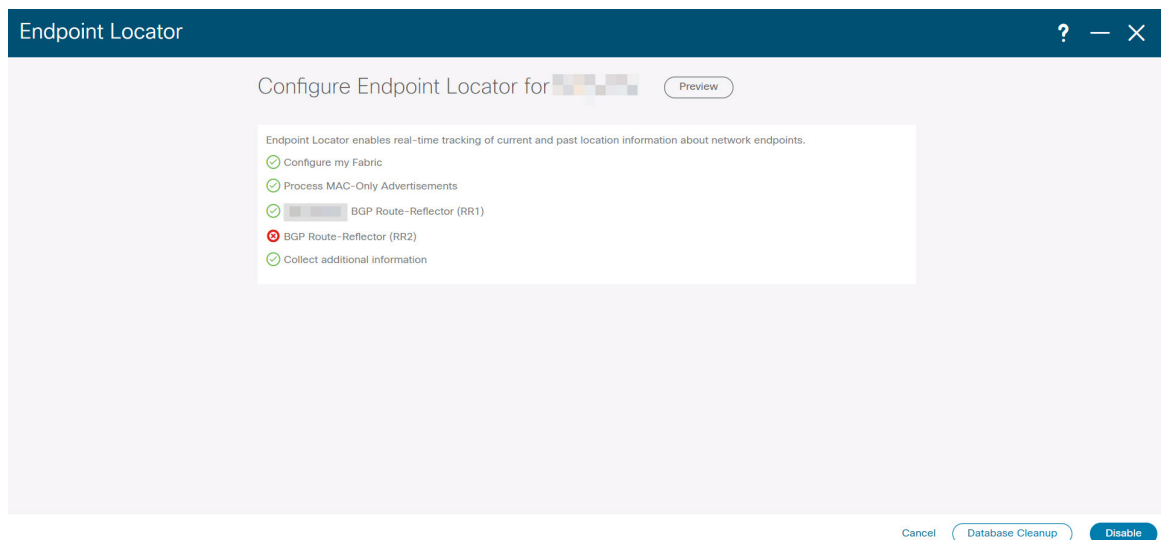 Endpoint Locator
Configure Endpoint Locator for
Preview
Endpoint Locator enables real-time tracking of current and past location information about network endpoints.
Configure my Fabric
Process MAC-Only Advertisements
BGP Route-Reflector (RR1)
BGP Route-Reflector (RR2)
Collect additional information
Cancel Database Cleanup Disable